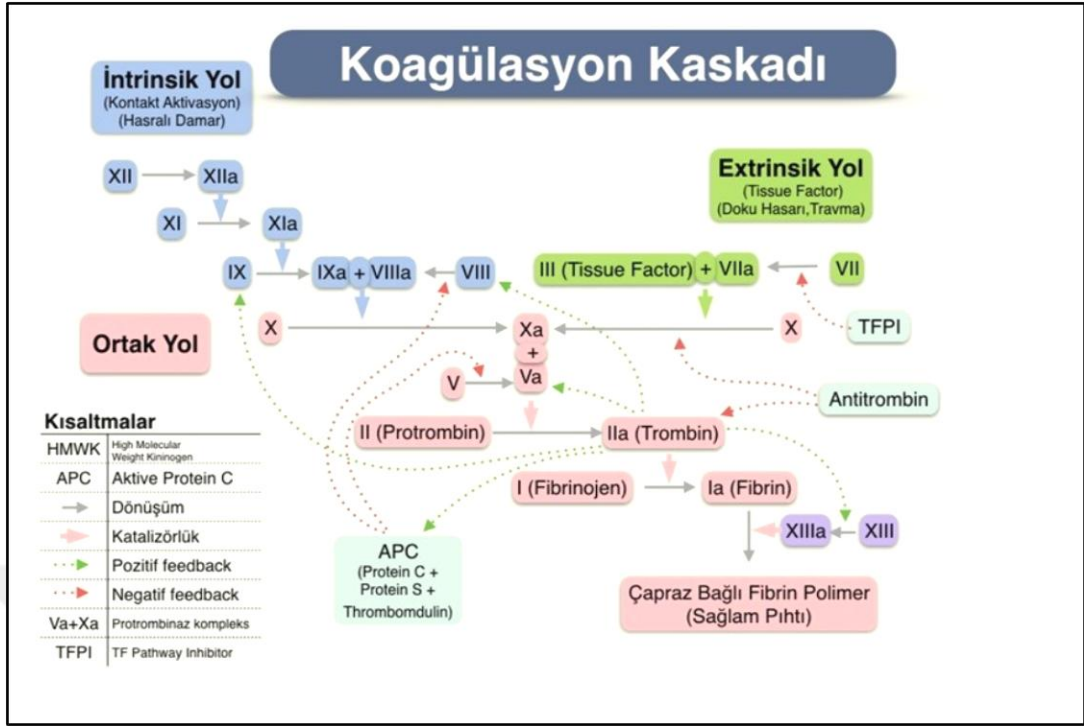 Koagülasyon Kaskadı
İntrinsik Yol
(Kontakt Aktivasyon)
(Hasralı Damar)
Extrinsik Yol
(Tissue Factor)
(Doku Hasarı,Travma)
XII XIIa
XI XIa
IX IXa + VIIIa VIII III (Tissue Factor) + VIIa VII
Ortak Yol
X Xa X TFPI
+
V Va
Antitrombin
II (Protrombin) IIa (Trombin)
I (Fibrinojen) Ia (Fibrin)
XIIIa XIII
APC
(Protein C +
Protein S +
Thrombomdulin)
Çapraz Bağlı Fibrin Polimer
(Sağlam Pıhtı)
Kısaltmalar
HMWK High Molecular
Weight Kininogen
APC Aktive Protein C
Dönüşüm
Katalizörlük
Pozitif feedback
Negatif feedback
Va+Xa Protrombinaz kompleks
TFPI TF Pathway Inhibitor